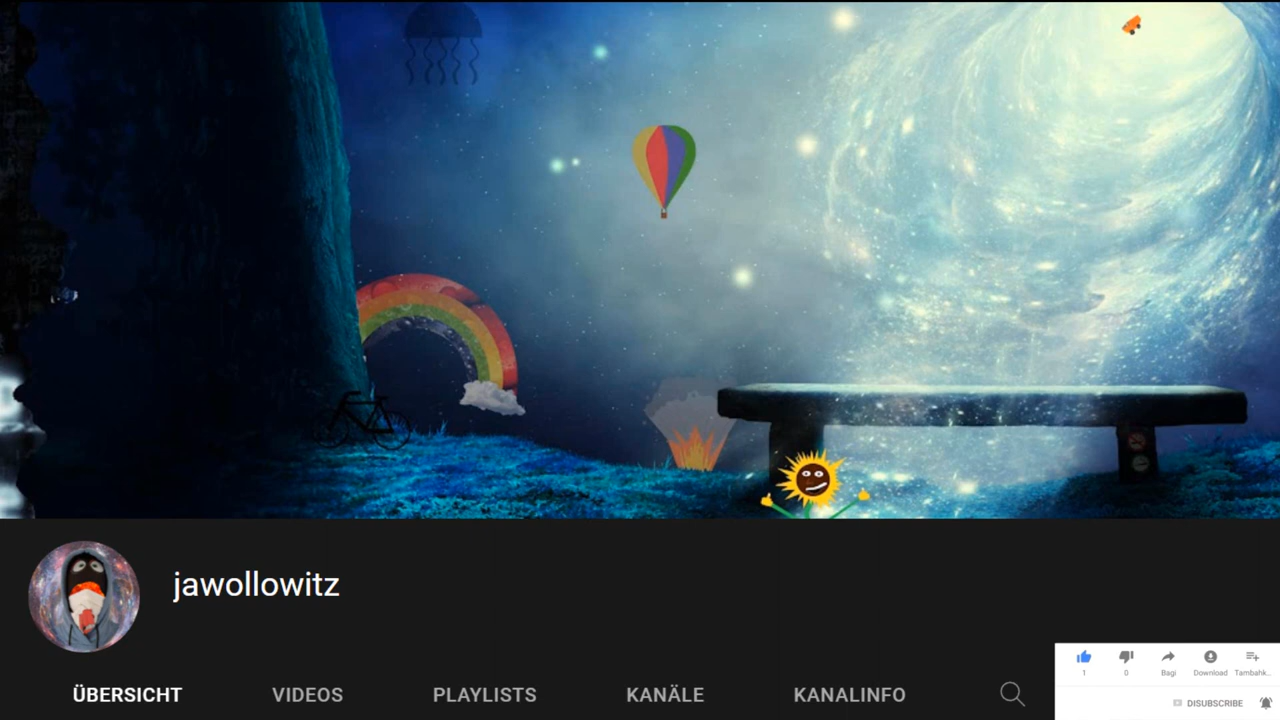 jawollowitz
ÜBERSICHT VIDEOS PLAYLISTS KANÄLE KANALINFO
1 0 Bagi Download Tambahk...
DISUBSCRIBE